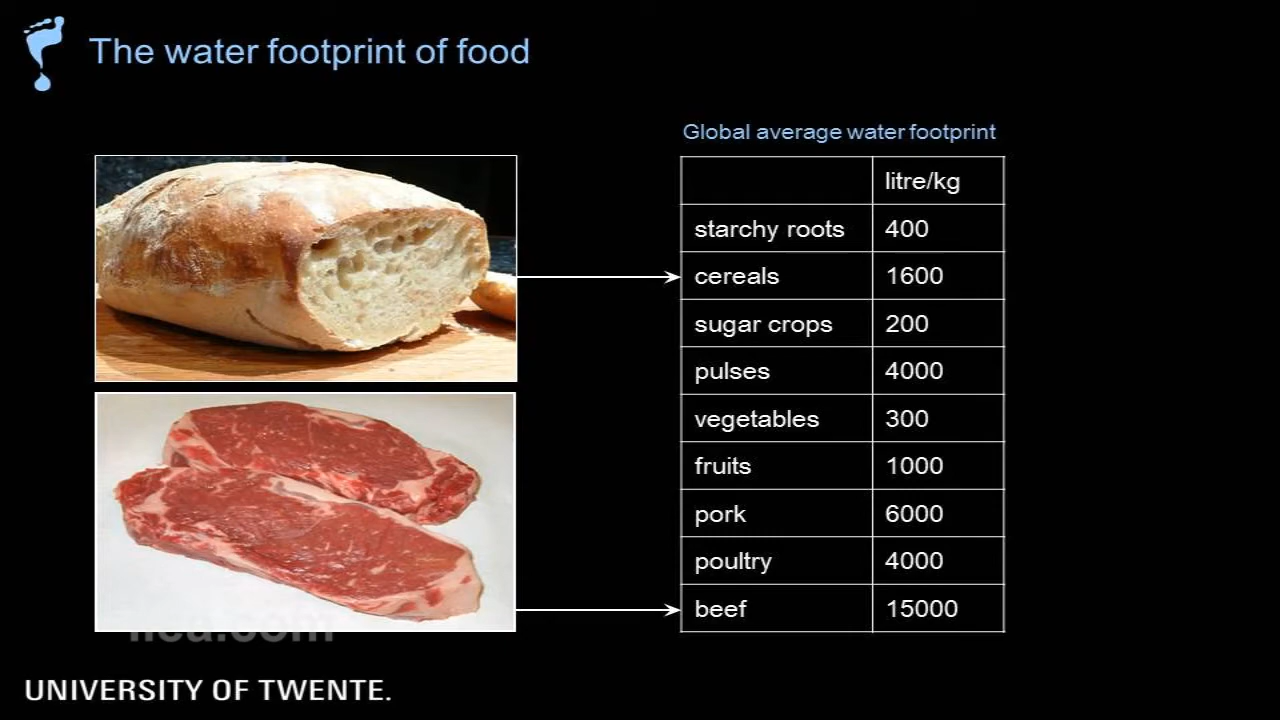 The water footprint of food
Global average water footprint
litre/kg
starchy roots 400
cereals 1600
sugar crops 200
pulses 4000
vegetables 300
fruits 1000
pork 6000
poultry 4000
beef 15000
UNIVERSITY OF TWENTE.